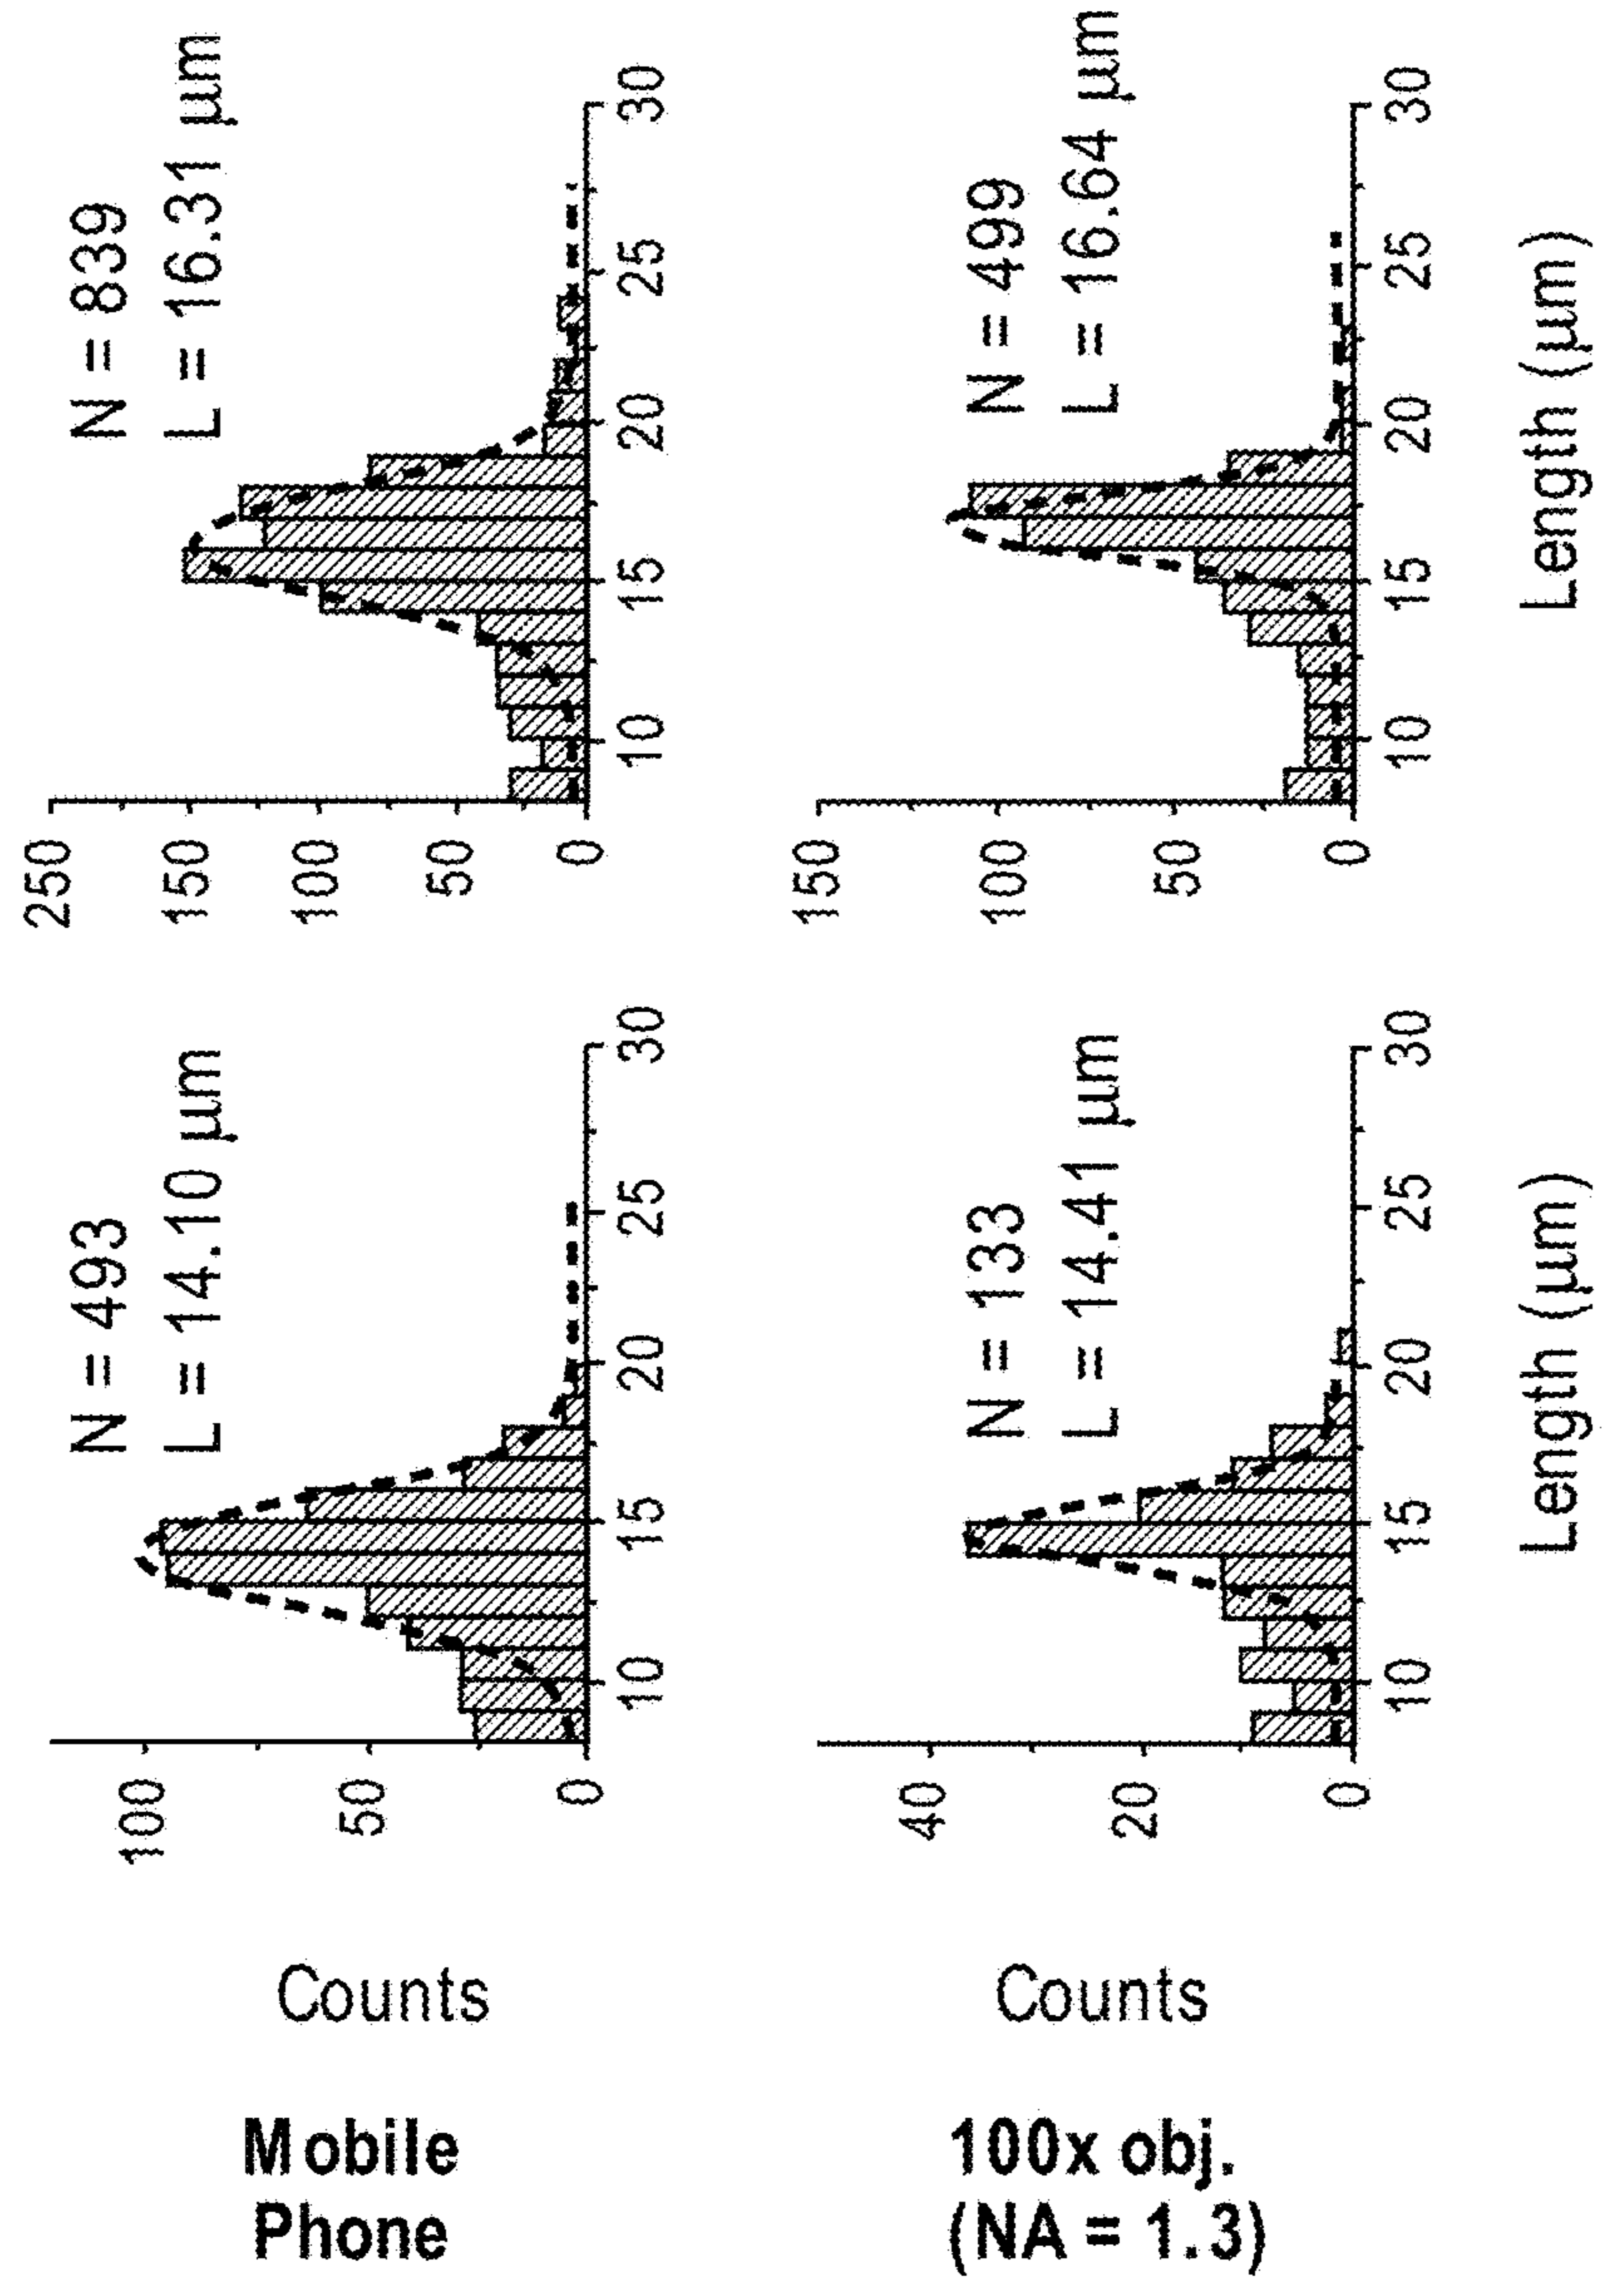 Mobile
Phone
Counts
100
50
0
N = 493
L = 14.10 µm
10
15
20
25
30
250
150
100
50
0
N = 839
L = 16.31 µm
10
15
20
25
30
100x obj.
(NA = 1.3)
Counts
40
20
0
N = 133
L = 14.41 µm
10
15
20
25
30
Length (µm)
150
100
50
0
N = 499
L = 16.64 µm
10
15
20
25
30
Length (µm)